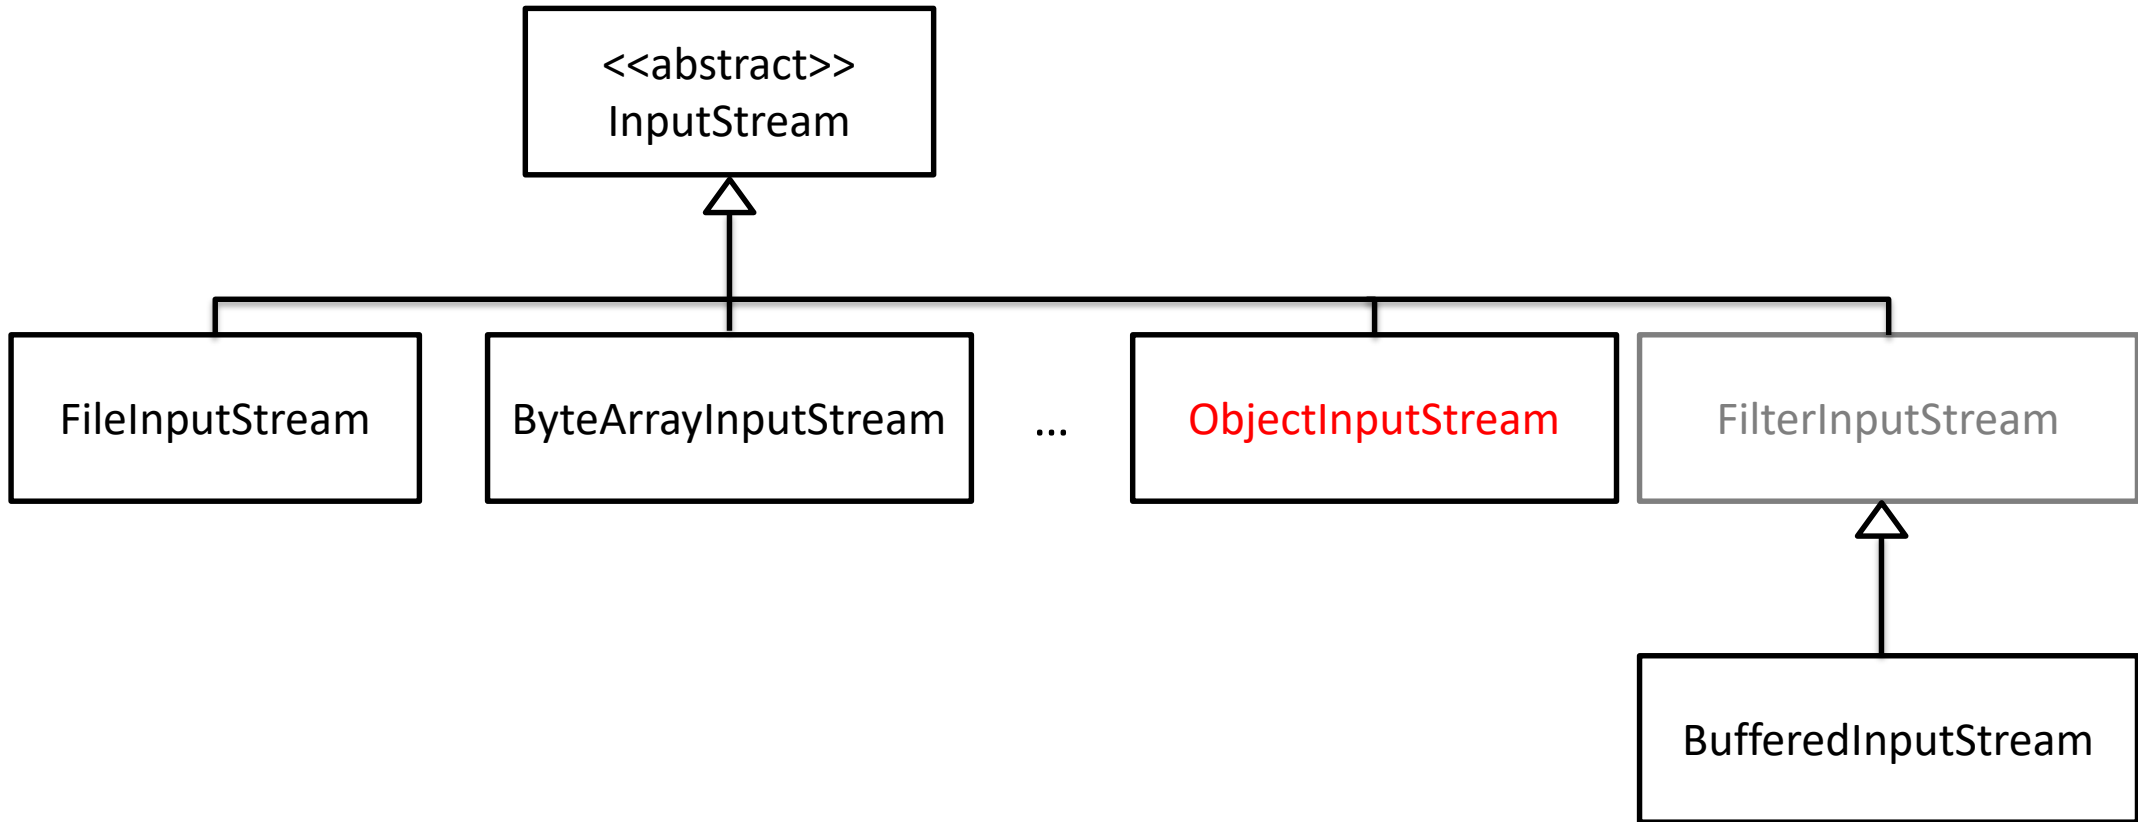 <<abstract>>
InputStream
FileInputStream
ByteArrayInputStream
...
ObjectInputStream
FilterInputStream
BufferedInputStream